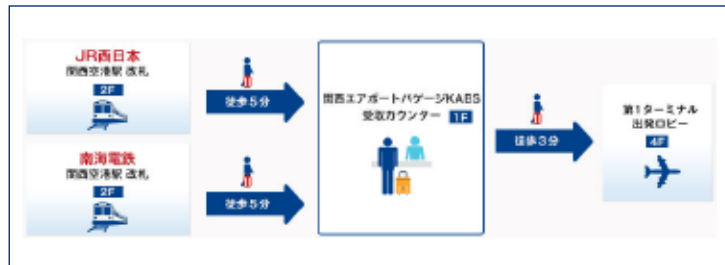 JR西日本
関西空港駅 改札
2F
徒歩5分
南海電鉄
関西空港駅 改札
2F
徒歩5分
関西エアポートバゲージKABS
受取カウンター 1F
徒歩3分
第1ターミナル
出発ロビー
4F